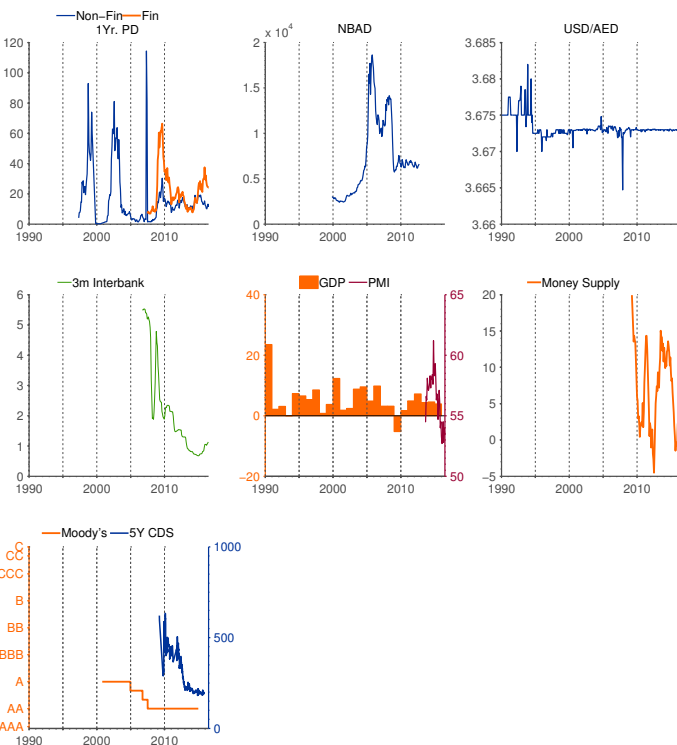 Non−Fin Fin
1Yr. PD
120
100
80
60
40
20
0
1990 2000 2010
x 10⁴ NBAD
2
1.5
1
0.5
0
1990 2000 2010
USD/AED
3.685
3.68
3.675
3.67
3.665
3.66
1990 2000 2010
3m Interbank
6
5
4
3
2
1
0
1990 2000 2010
GDP PMI
40
20
0
−20
65
60
55
50
1990 2000 2010
Money Supply
20
15
10
5
0
−5
1990 2000 2010
Moody's 5Y CDS
C
CC
CCC
B
BB
BBB
A
AA
AAA
1000
500
0
1990 2000 2010